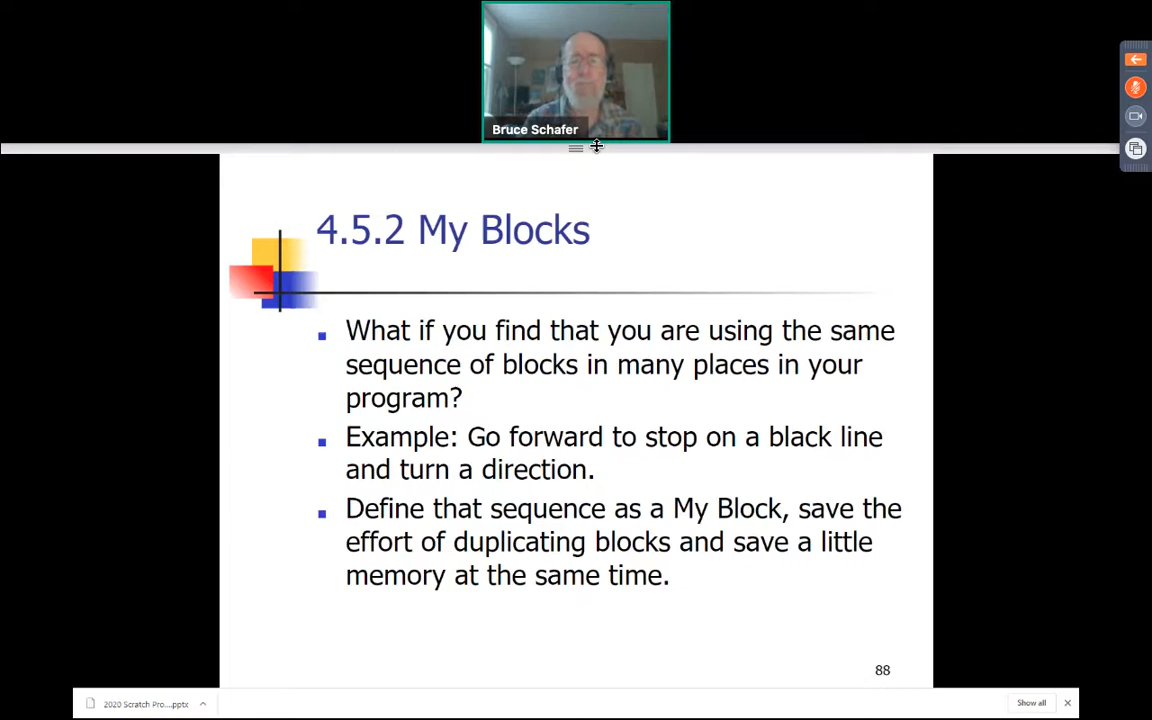 Bruce Schafer
4.5.2 My Blocks
What if you find that you are using the same
sequence of blocks in many places in your
program?
Example: Go forward to stop on a black line
and turn a direction.
Define that sequence as a My Block, save the
effort of duplicating blocks and save a little
memory at the same time.
88
2020 Scratch Pro....pptx
Show all